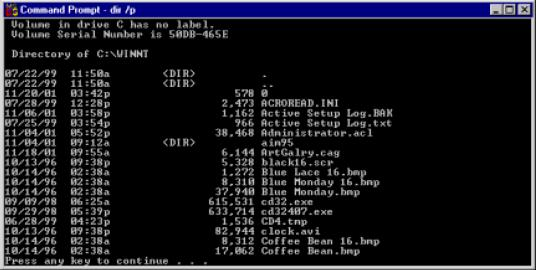 Command Prompt - dir /p
Volume in drive C has no label.
Volume Serial Number is 50DB-465E
Directory of C:\WINNT
07/22/99 11:50a <DIR> .
07/22/99 11:50a <DIR> ..
11/20/01 03:42p 578 0
07/28/99 12:28p 2,473 ACROREAD.INI
11/06/01 03:58p 1,162 Active Setup Log.BAK
07/25/99 03:54p 966 Active Setup Log.txt
11/04/01 05:52p 38,468 Administrator.acl
11/04/01 09:12a <DIR> aim95
11/18/01 09:55a 6,144 ArtGalry.cag
10/13/96 09:38p 5,328 black16.scr
10/14/96 02:38a 1,272 Blue Lace 16.bmp
10/14/96 02:38a 8,310 Blue Monday 16.bmp
10/14/96 02:38a 37,940 Blue Monday.bmp
09/09/98 06:25a 615,531 cd32.exe
09/29/98 05:39p 633,714 cd32407.exe
06/28/99 04:23p 1,536 CD4.tmp
10/13/96 09:38p 82,944 clock.avi
10/14/96 02:38a 8,312 Coffee Bean 16.bmp
10/14/96 02:38a 17,062 Coffee Bean.bmp
Press any key to continue . . .